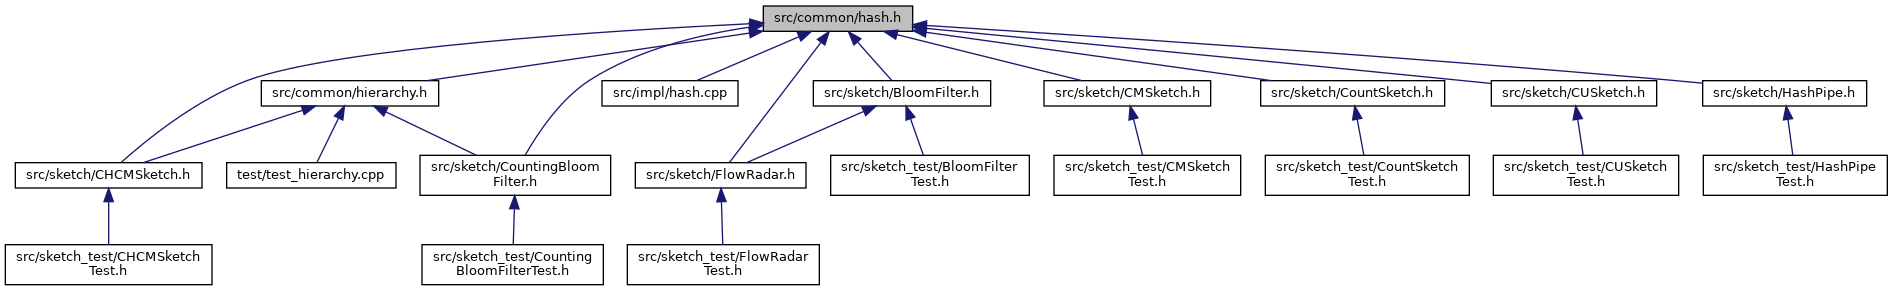 src/common/hash.h
src/common/hierarchy.h
src/impl/hash.cpp
src/sketch/BloomFilter.h
src/sketch/CMSketch.h
src/sketch/CountSketch.h
src/sketch/CUSketch.h
src/sketch/HashPipe.h
src/sketch/CHCMSketch.h
test/test_hierarchy.cpp
src/sketch/CountingBloom
Filter.h
src/sketch/FlowRadar.h
src/sketch_test/BloomFilter
Test.h
src/sketch_test/CMSketch
Test.h
src/sketch_test/CountSketch
Test.h
src/sketch_test/CUSketch
Test.h
src/sketch_test/HashPipe
Test.h
src/sketch_test/CHCMSketch
Test.h
src/sketch_test/Counting
BloomFilterTest.h
src/sketch_test/FlowRadar
Test.h